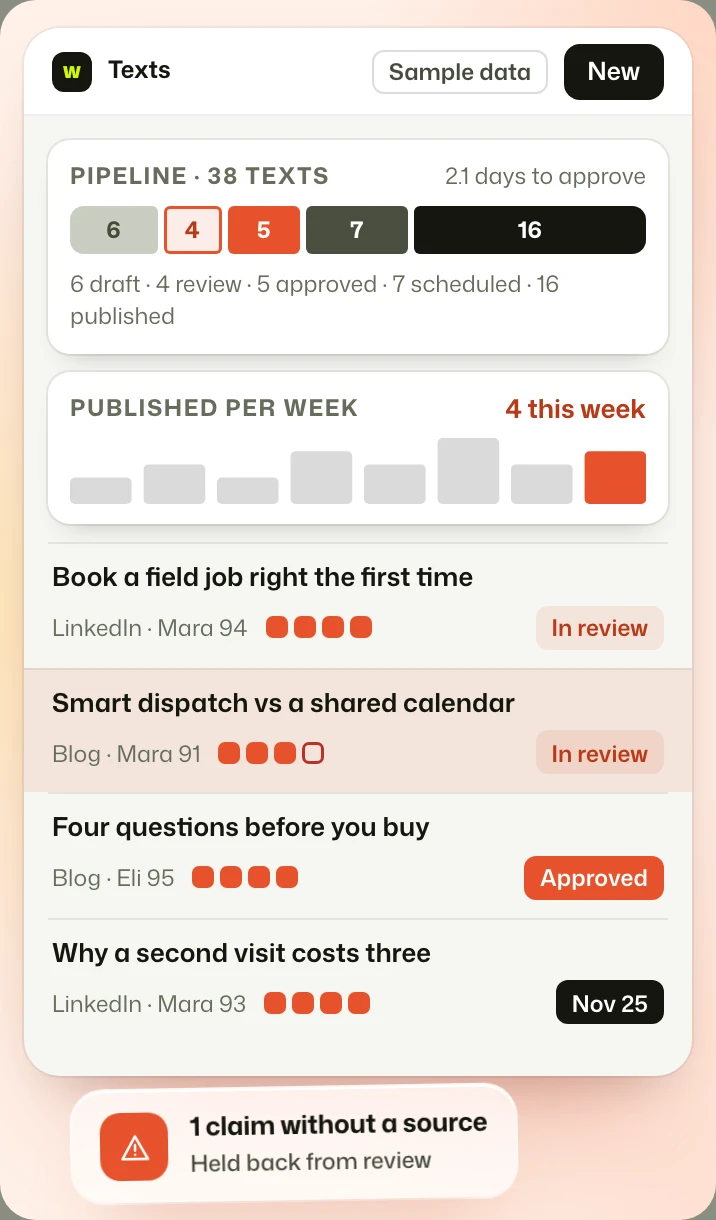 w Texts Sample data New
PIPELINE · 38 TEXTS 2.1 days to approve
6 4 5 7 16
6 draft · 4 review · 5 approved · 7 scheduled · 16
published
PUBLISHED PER WEEK 4 this week
Book a field job right the first time
LinkedIn · Mara 94 In review
Smart dispatch vs a shared calendar
Blog · Mara 91 In review
Four questions before you buy
Blog · Eli 95 Approved
Why a second visit costs three
LinkedIn · Mara 93 Nov 25
1 claim without a source
Held back from review